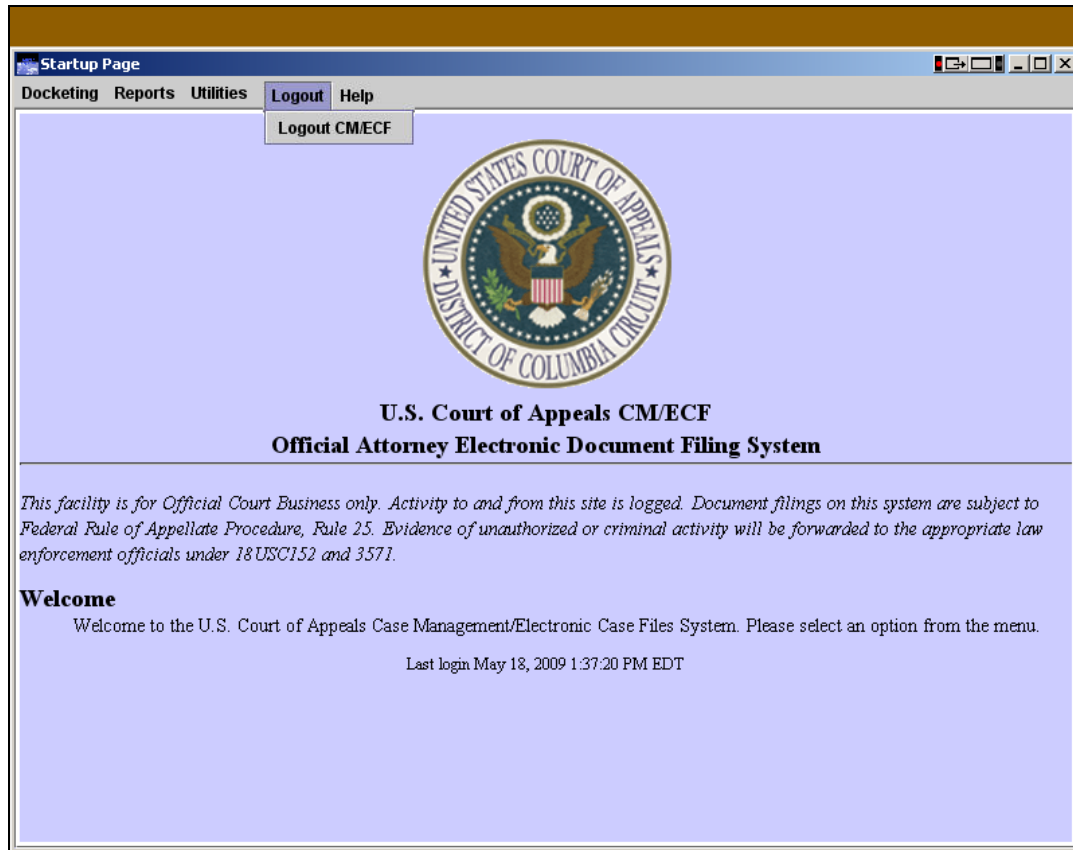 Startup Page
Docketing Reports Utilities Logout Help
Logout CM/ECF
UNITED STATES COURT OF APPEALS
DISTRICT OF COLUMBIA CIRCUIT
U.S. Court of Appeals CM/ECF
Official Attorney Electronic Document Filing System
This facility is for Official Court Business only. Activity to and from this site is logged. Document filings on this system are subject to
Federal Rule of Appellate Procedure, Rule 25. Evidence of unauthorized or criminal activity will be forwarded to the appropriate law
enforcement officials under 18 USC152 and 3571.
Welcome
Welcome to the U.S. Court of Appeals Case Management/Electronic Case Files System. Please select an option from the menu.
Last login May 18, 2009 1:37:20 PM EDT